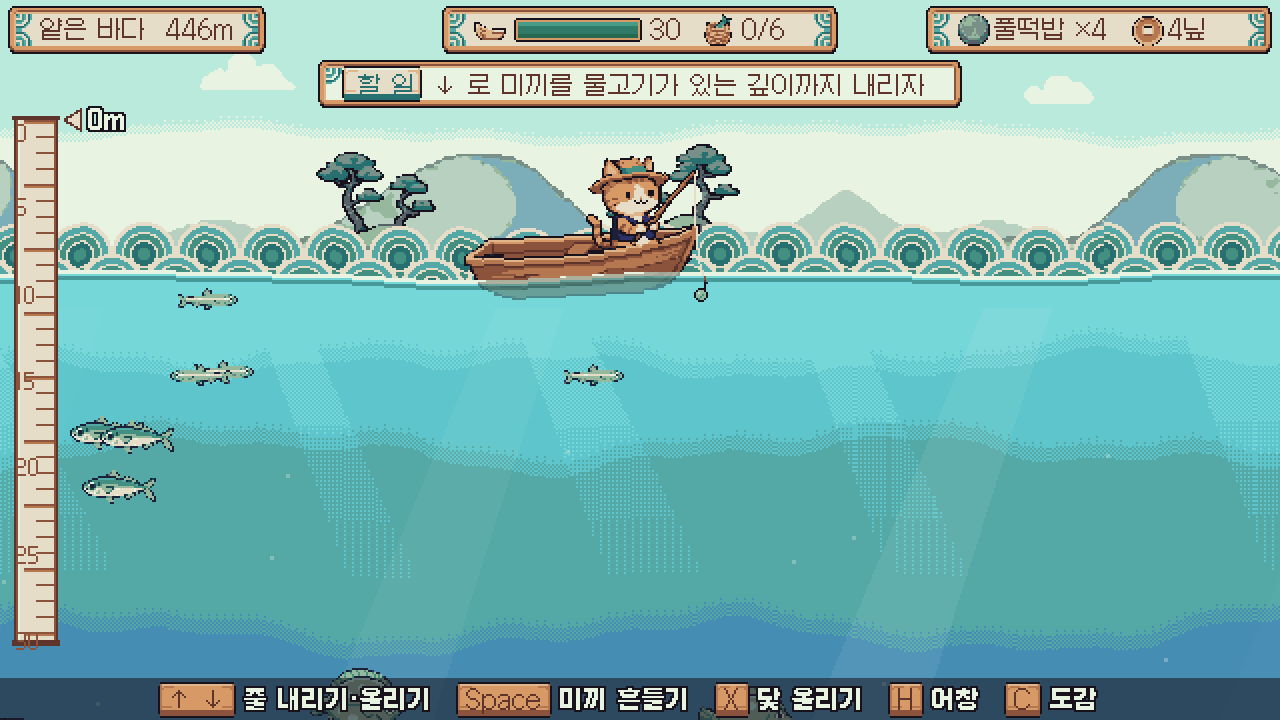 얕은 바다 446m
30 0/6
풀떡밥 ×4 4닢
할 일 ↓ 로 미끼를 물고기가 있는 깊이까지 내리자
0m
0
5
10
15
20
25
30
↑ ↓ 줄 내리기·올리기 Space 미끼 흔들기 X 닻 올리기 H 어창 C 도감